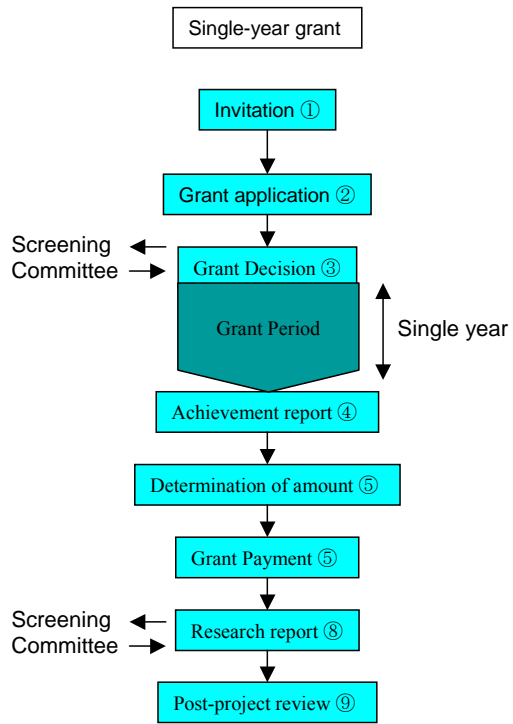 Single-year grant
Invitation ①
Grant application ②
Screening
Committee
Grant Decision ③
Grant Period
Single year
Achievement report ④
Determination of amount ⑤
Grant Payment ⑤
Screening
Committee
Research report ⑧
Post-project review ⑨